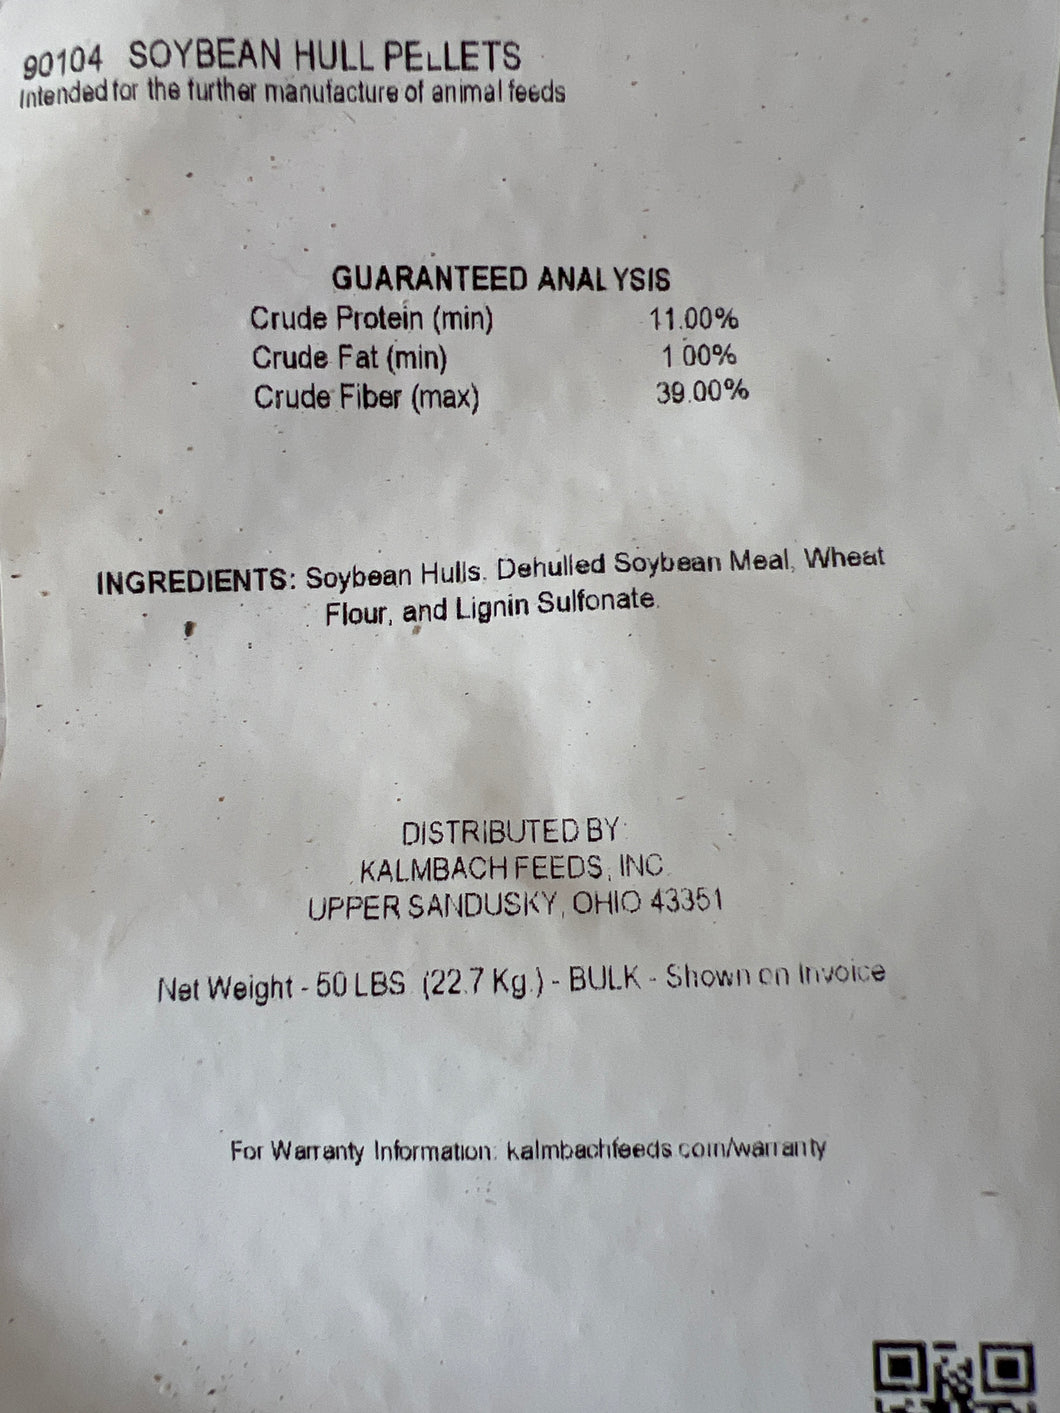 90104 SOYBEAN HULL PELLETS
Intended for the further manufacture of animal feeds
GUARANTEED ANALYSIS
Crude Protein (min) 11.00%
Crude Fat (min) 1.00%
Crude Fiber (max) 39.00%
INGREDIENTS: Soybean Hulls, Dehulled Soybean Meal, Wheat
Flour, and Lignin Sulfonate.
DISTRIBUTED BY:
KALMBACH FEEDS, INC.
UPPER SANDUSKY, OHIO 43351
Net Weight - 50 LBS. (22.7 Kg.) - BULK - Shown on Invoice
For Warranty Information: kalmbachfeeds.com/warranty